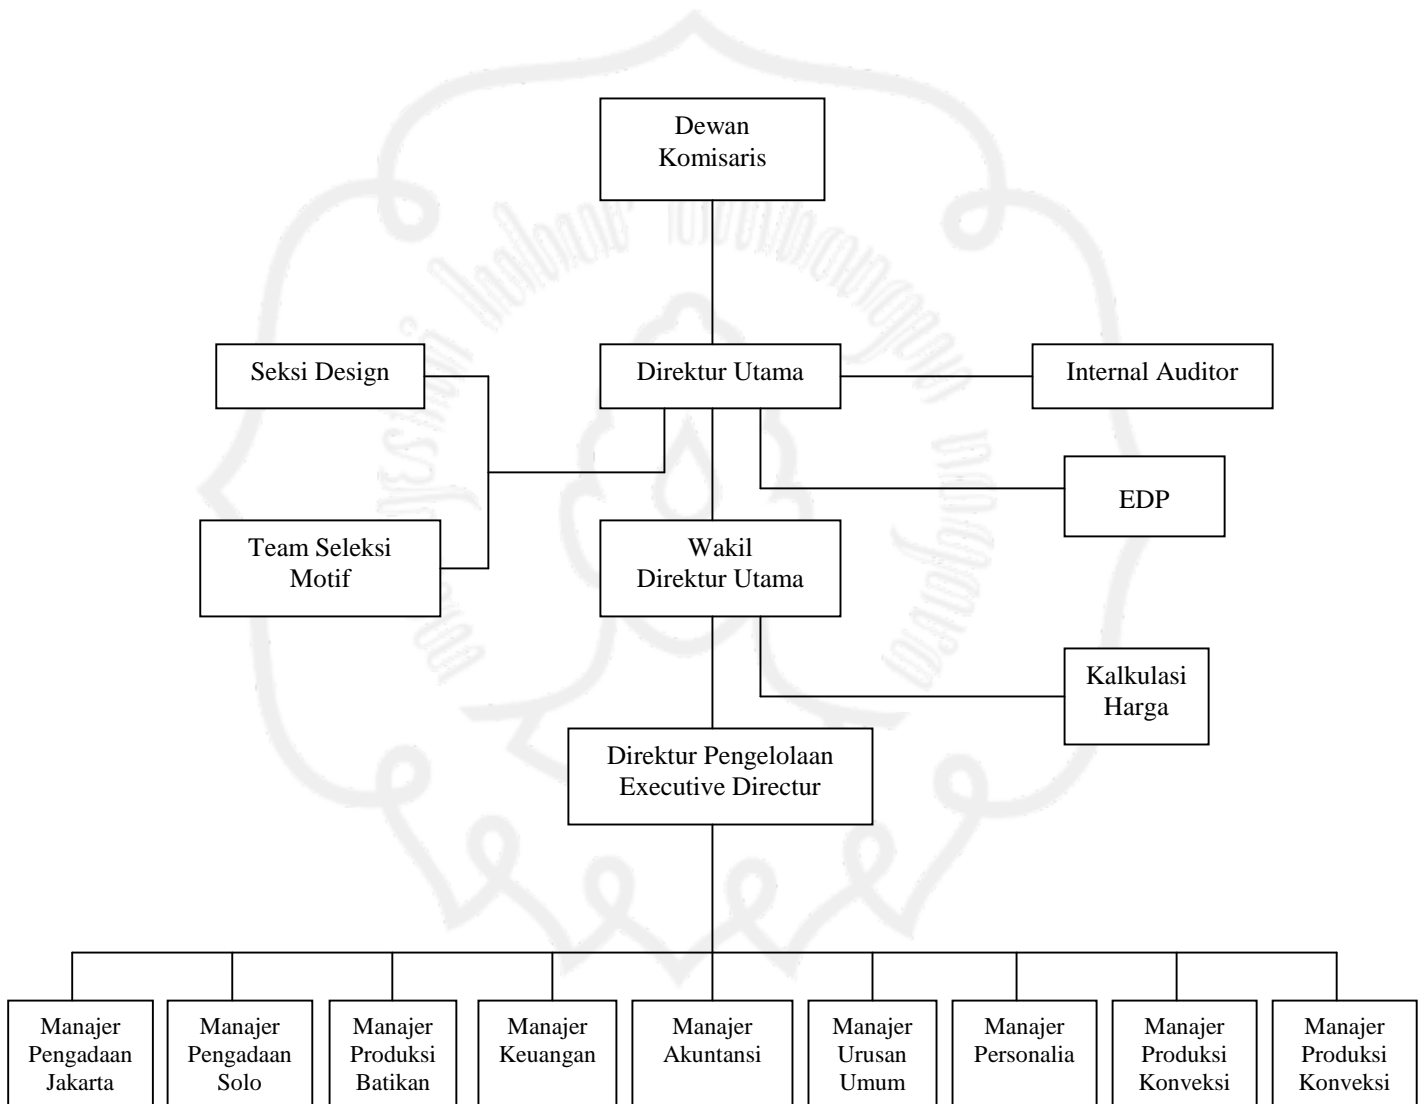 Dewan
Komisaris
Seksi Design
Direktur Utama
Internal Auditor
EDP
Team Seleksi
Motif
Wakil
Direktur Utama
Kalkulasi
Harga
Direktur Pengelolaan
Executive Directur
Manajer
Pengadaan
Jakarta
Manajer
Pengadaan
Solo
Manajer
Produksi
Batikan
Manajer
Keuangan
Manajer
Akuntansi
Manajer
Urusan
Umum
Manajer
Personalia
Manajer
Produksi
Konveksi
Manajer
Produksi
Konveksi